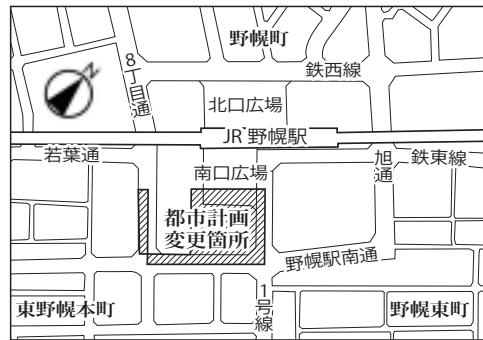 野幌町
8丁目通
鉄西線
北口広場
JR 野幌駅
若葉通
旭通
鉄東線
南口広場
都市計画
変更箇所
野幌駅南通
東野幌本町
1号線
野幌東町